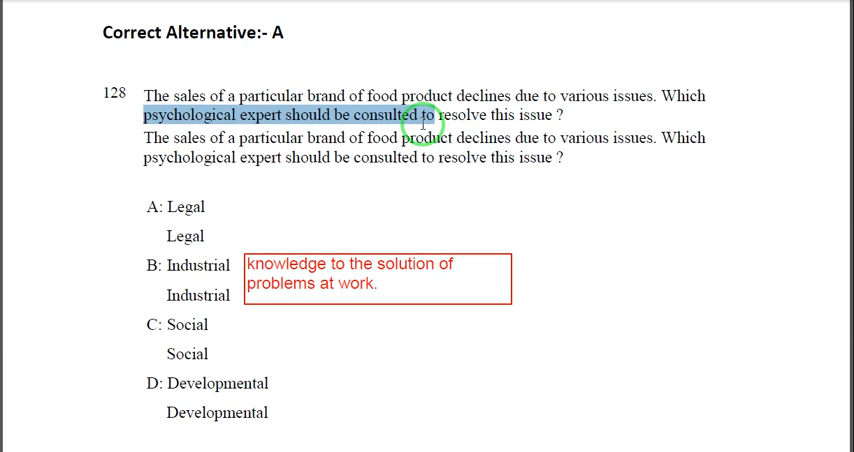 Correct Alternative:- A
128 The sales of a particular brand of food product declines due to various issues. Which
psychological expert should be consulted to resolve this issue ?
The sales of a particular brand of food product declines due to various issues. Which
psychological expert should be consulted to resolve this issue ?
A: Legal
Legal
B: Industrial
knowledge to the solution of
problems at work.
Industrial
C: Social
Social
D: Developmental
Developmental